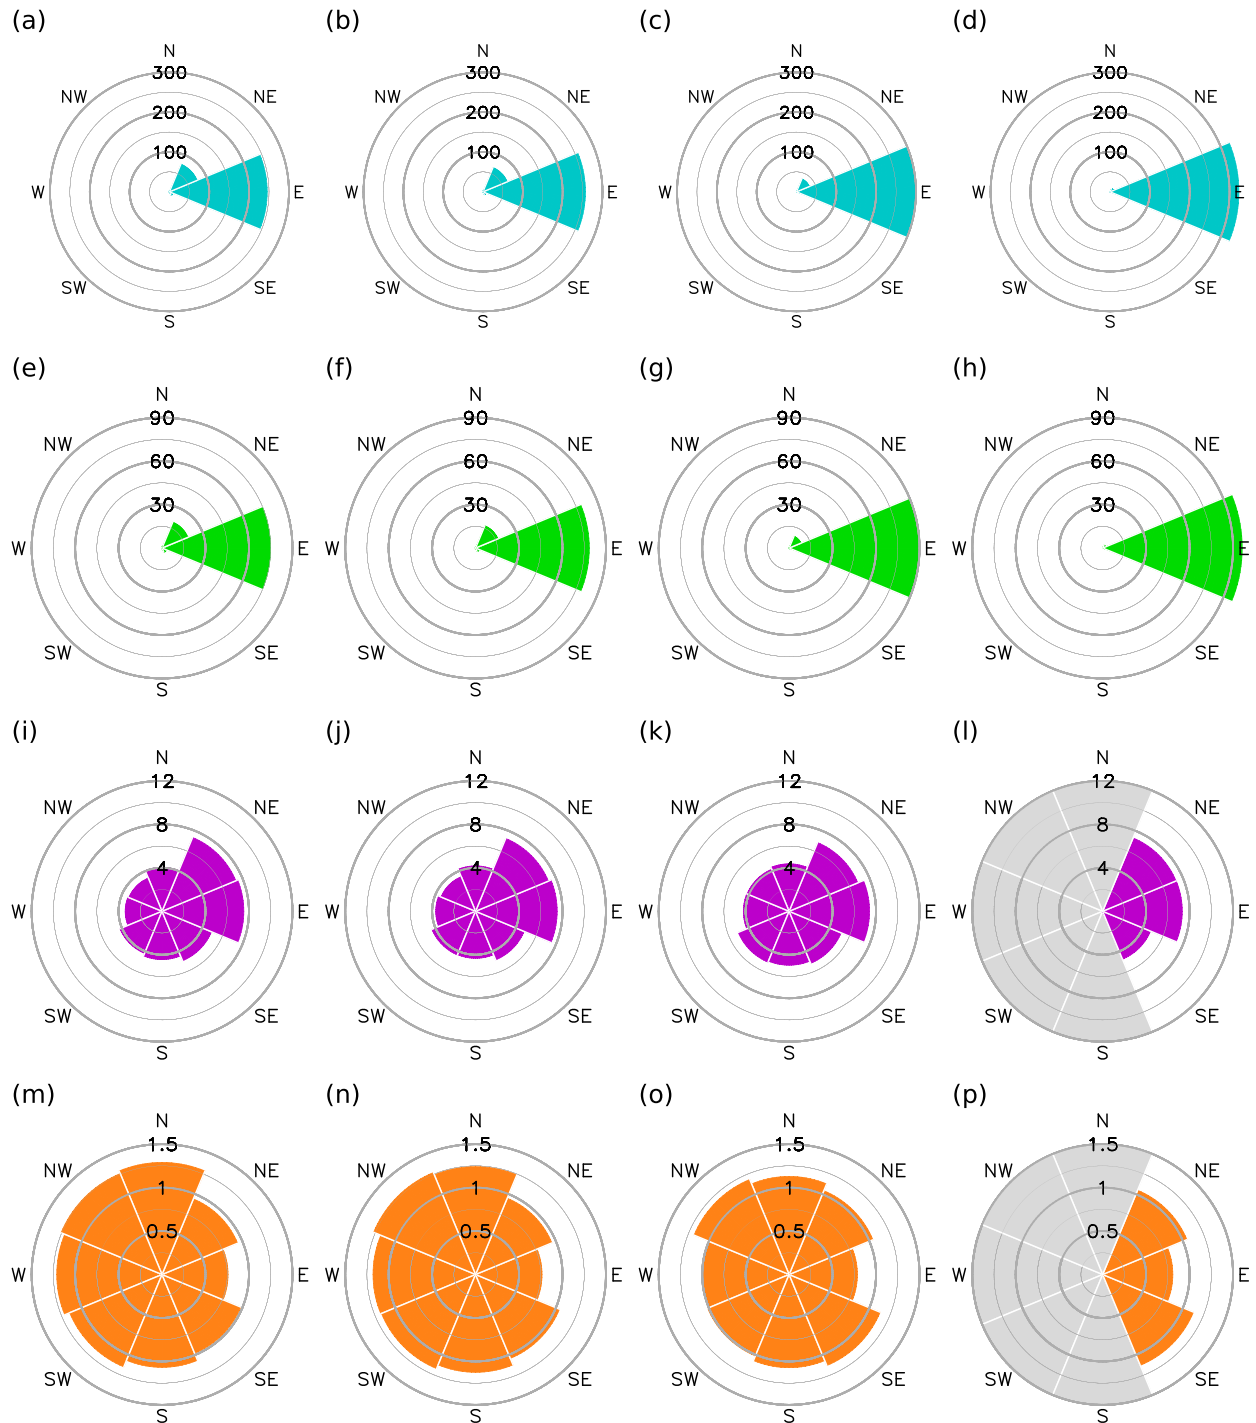 (a) (b) (c) (d)
N N N N
300 300 300 300
NW NE NW NE NW NE NW NE
200 200 200 200
100 100 100 100
W E W E W E W E
SW SE SW SE SW SE SW SE
S S S S
(e) (f) (g) (h)
N N N N
90 90 90 90
NW NE NW NE NW NE NW NE
60 60 60 60
30 30 30 30
W E W E W E W E
SW SE SW SE SW SE SW SE
S S S S
(i) (j) (k) (l)
N N N N
12 12 12 12
NW NE NW NE NW NE NW NE
8 8 8 8
4 4 4 4
W E W E W E W E
SW SE SW SE SW SE SW SE
S S S S
(m) (n) (o) (p)
N N N N
1.5 1.5 1.5 1.5
NW NE NW NE NW NE NW NE
1 1 1 1
0.5 0.5 0.5 0.5
W E W E W E W E
SW SE SW SE SW SE SW SE
S S S S